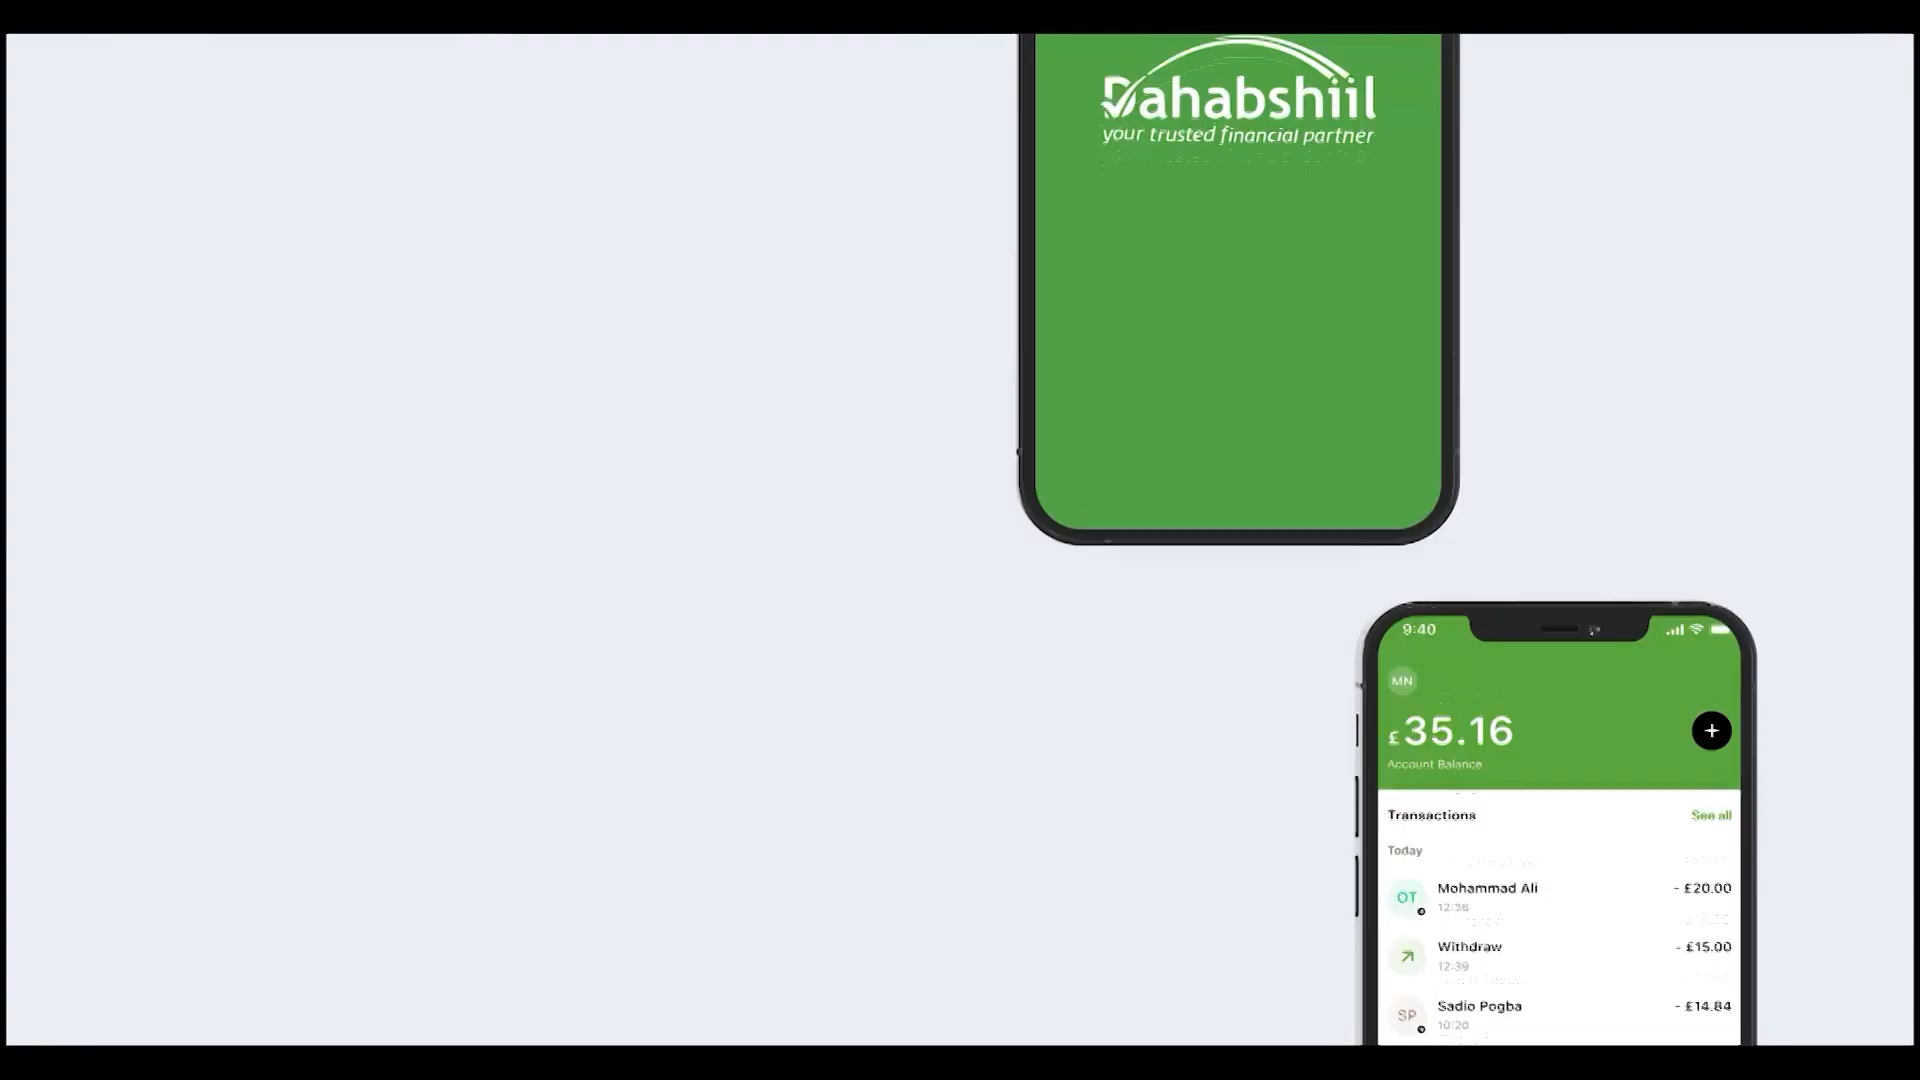 Dahabshiil
your trusted financial partner
9:40
MN
£35.16
Account Balance
Transactions
See all
Today
OT
Mohammad Ali
- £20.00
12:36
Withdraw
- £15.00
12:39
SP
Sadio Pogba
- £14.84
10:20